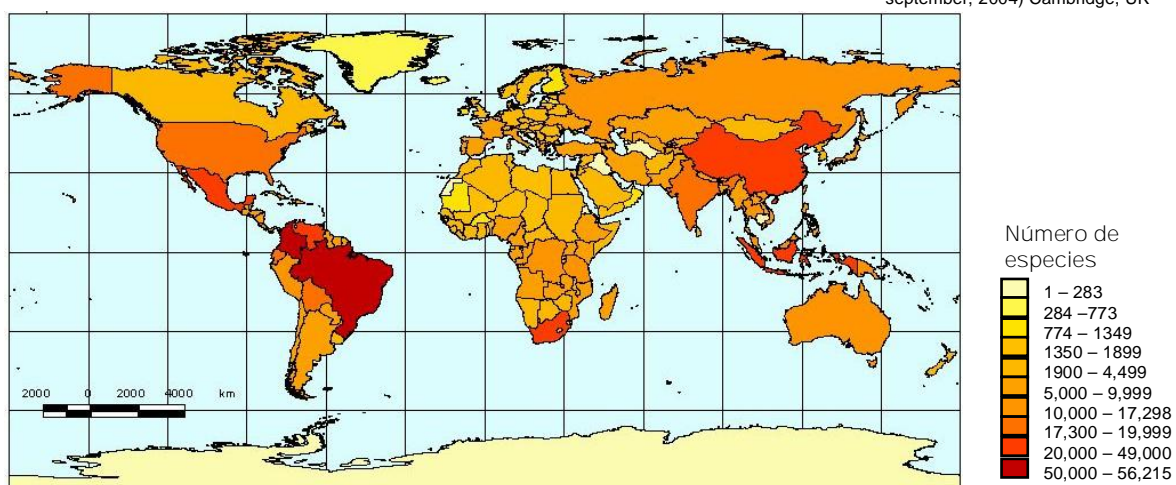 september, 2004) Cambridge, UK
2000 0 2000 4000 km
Número de
especies
1 – 283
284 –773
774 – 1349
1350 – 1899
1900 – 4,499
5,000 – 9,999
10,000 – 17,298
17,300 – 19,999
20,000 – 49,000
50,000 – 56,215